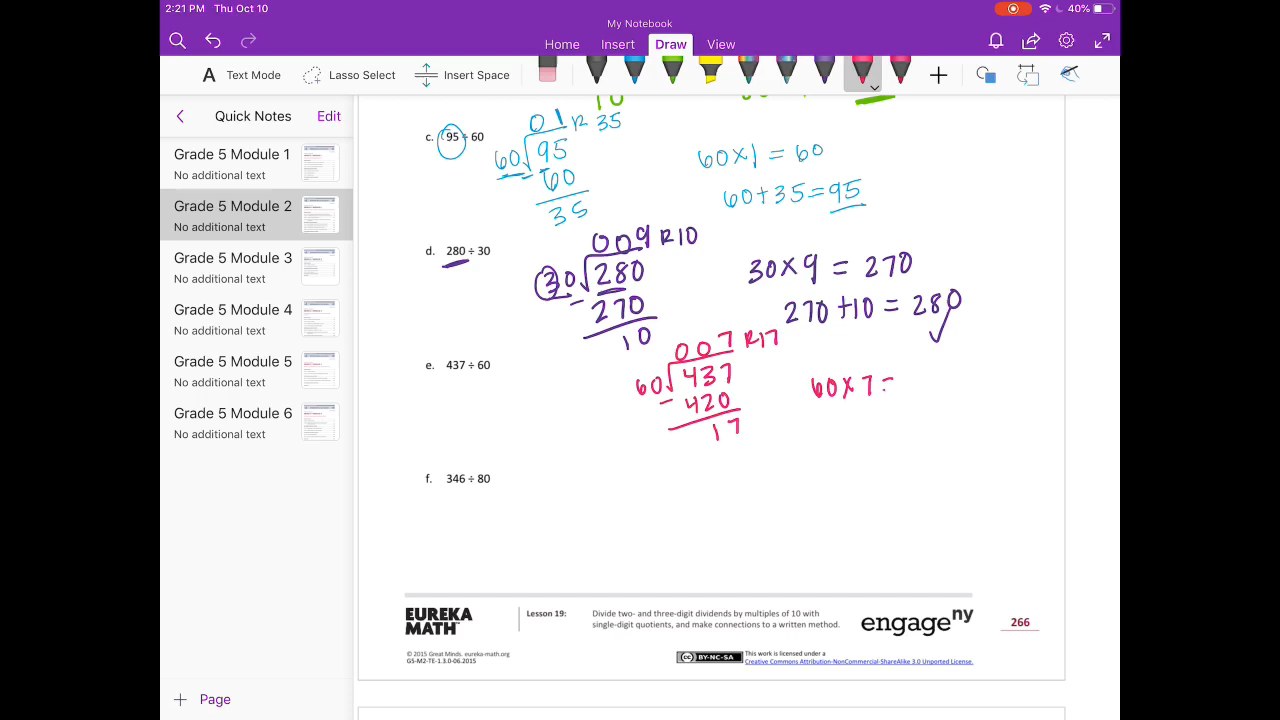 2:21 PM Thu Oct 10
40%
My Notebook
Home Insert Draw View
A Text Mode Lasso Select Insert Space
Quick Notes Edit
Grade 5 Module 1
No additional text
Grade 5 Module 2
No additional text
Grade 5 Module 3
No additional text
Grade 5 Module 4
No additional text
Grade 5 Module 5
No additional text
Grade 5 Module 6
No additional text
+ Page
10
c. 95 ÷ 60
01 R 35
60 95
60
35
60 × 1 = 60
60 + 35 = 95
d. 280 ÷ 30
009 R10
30 280
270
10
30 × 9 = 270
270 + 10 = 280
e. 437 ÷ 60
007 R17
60 437
420
17
60 × 7 =
f. 346 ÷ 80
EUREKA
MATH™
Lesson 19: Divide two- and three-digit dividends by multiples of 10 with
single-digit quotients, and make connections to a written method.
engageny
266
© 2015 Great Minds. eureka-math.org
G5-M2-TE-1.3.0-06.2015
cc BY-NC-SA
This work is licensed under a
Creative Commons Attribution-NonCommercial-ShareAlike 3.0 Unported License.